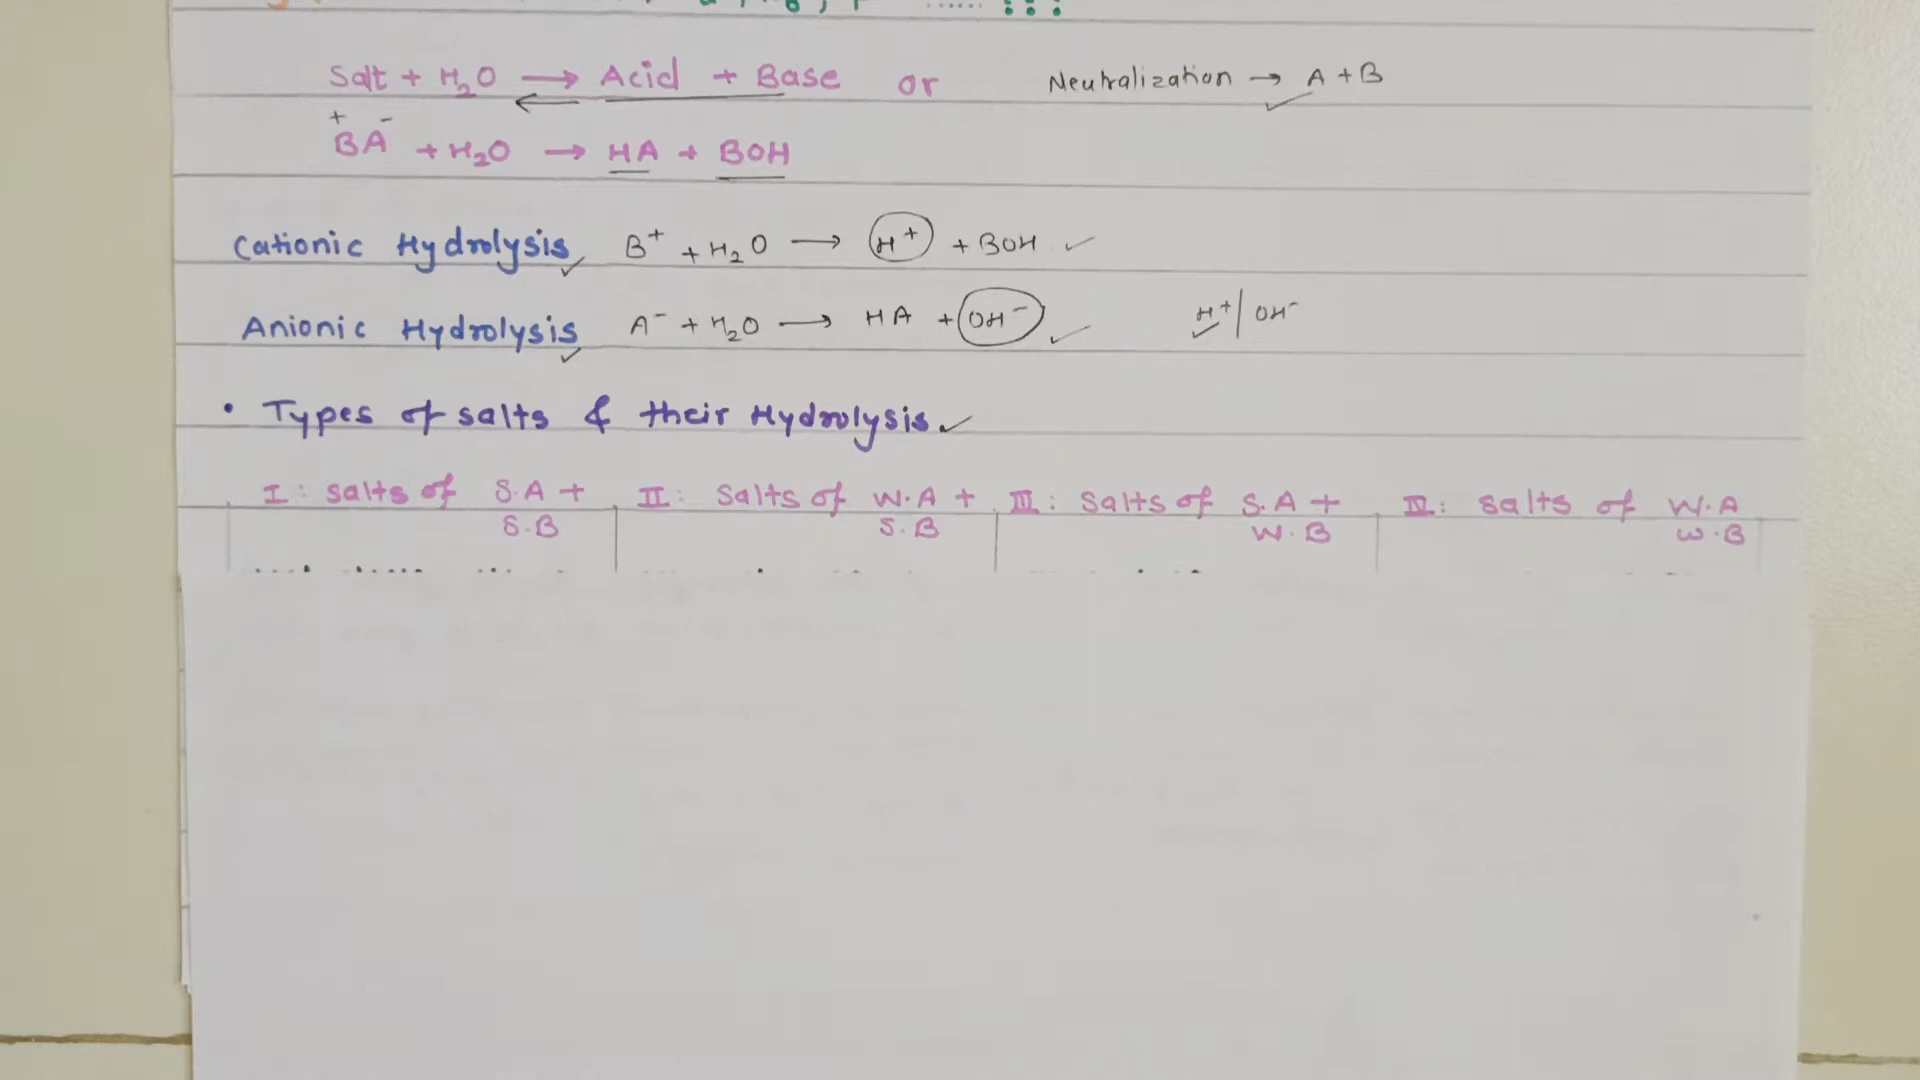 Salt + H₂O ⟶ Acid + Base or Neutralization → A + B
⁺BA⁻ + H₂O → HA + BOH
Cationic Hydrolysis B⁺ + H₂O ⟶ H⁺ + BOH
Anionic Hydrolysis A⁻ + H₂O ⟶ HA + OH⁻ H⁺ | OH⁻
• Types of salts & their Hydrolysis
I : salts of S.A + II : Salts of W.A + III : Salts of S.A + IV : salts of W.A
S.B S.B W.B W.B